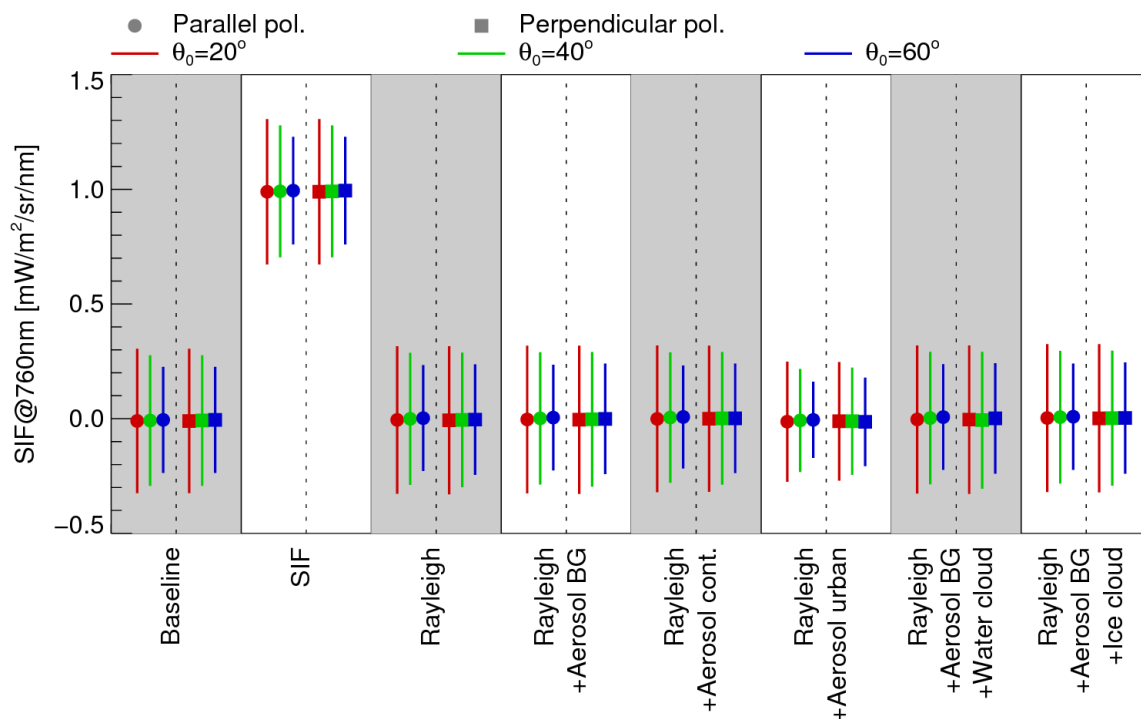 Parallel pol.
Perpendicular pol.
θ₀=20°
θ₀=40°
θ₀=60°
SIF@760nm [mW/m²/sr/nm]
1.5
1.0
0.5
0.0
−0.5
Baseline
SIF
Rayleigh
Rayleigh
+Aerosol BG
Rayleigh
+Aerosol cont.
Rayleigh
+Aerosol urban
Rayleigh
+Aerosol BG
+Water cloud
Rayleigh
+Aerosol BG
+Ice cloud